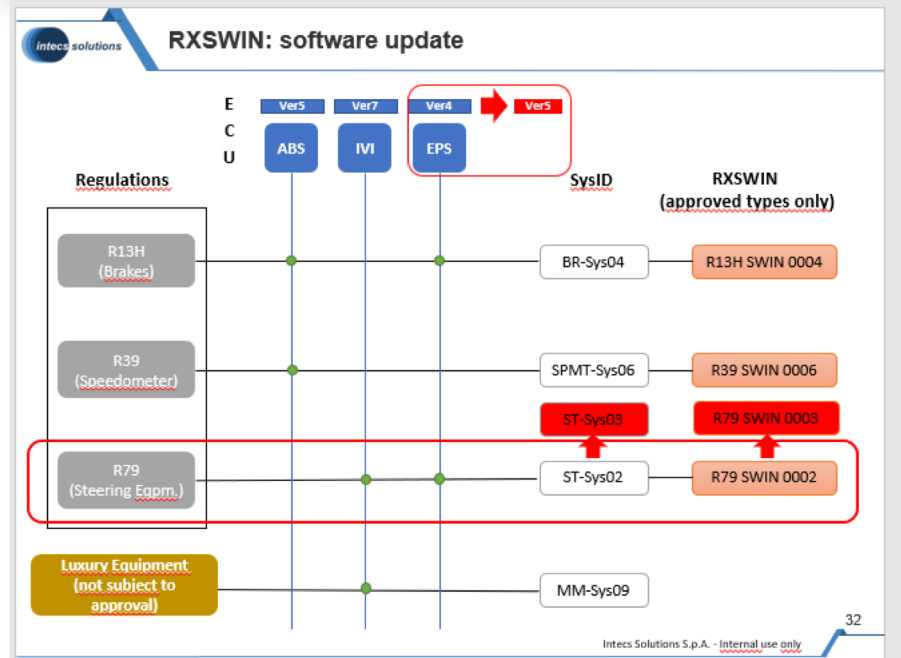 intecs solutions
RXSWIN: software update
E
C
U
Ver5
Ver7
Ver4
Ver5
ABS
IVI
EPS
Regulations
SysID
RXSWIN
(approved types only)
R13H
(Brakes)
BR-Sys04
R13H SWIN 0004
R39
(Speedometer)
SPMT-Sys06
R39 SWIN 0006
ST-Sys03
R79 SWIN 0003
R79
(Steering Eqpm.)
ST-Sys02
R79 SWIN 0002
Luxury Equipment
(not subject to
approval)
MM-Sys09
32
Intecs Solutions S.p.A. - Internal use only